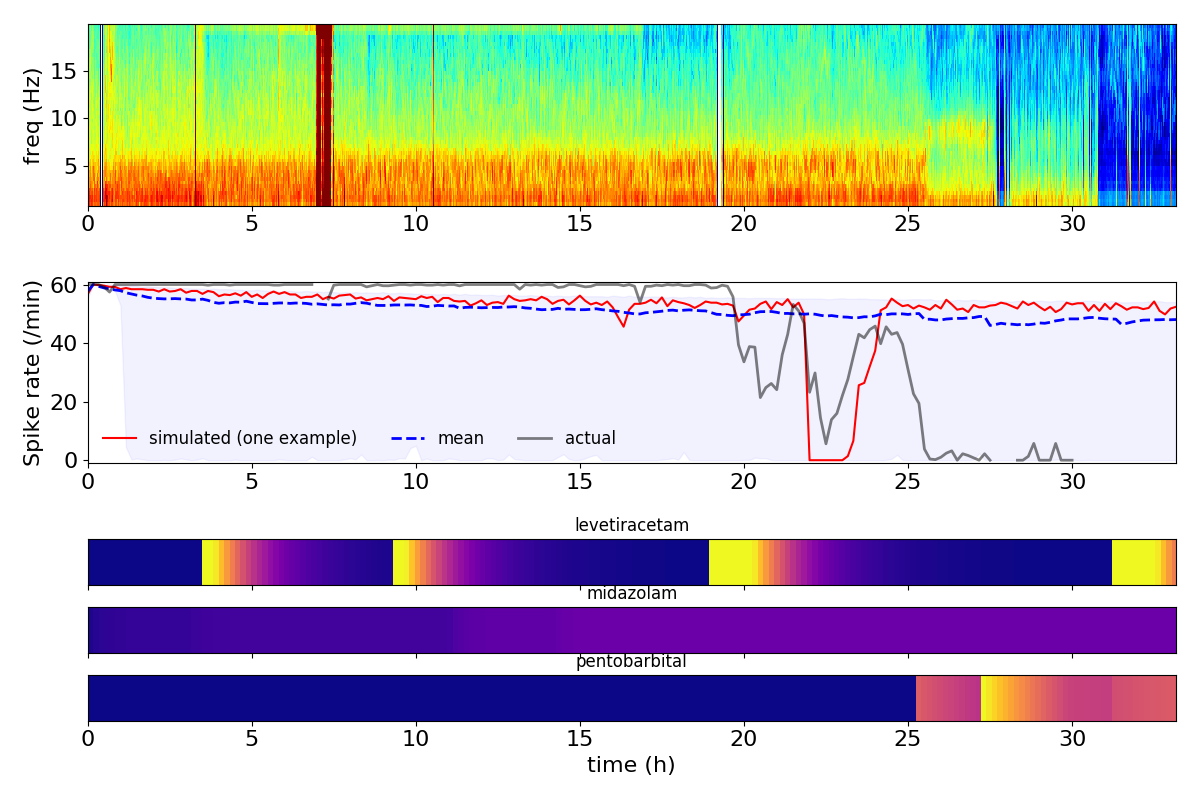 freq (Hz)
15
10
5
0 5 10 15 20 25 30
Spike rate (/min)
60
40
20
0
simulated (one example) mean actual
0 5 10 15 20 25 30
levetiracetam
midazolam
pentobarbital
0 5 10 15 20 25 30
time (h)